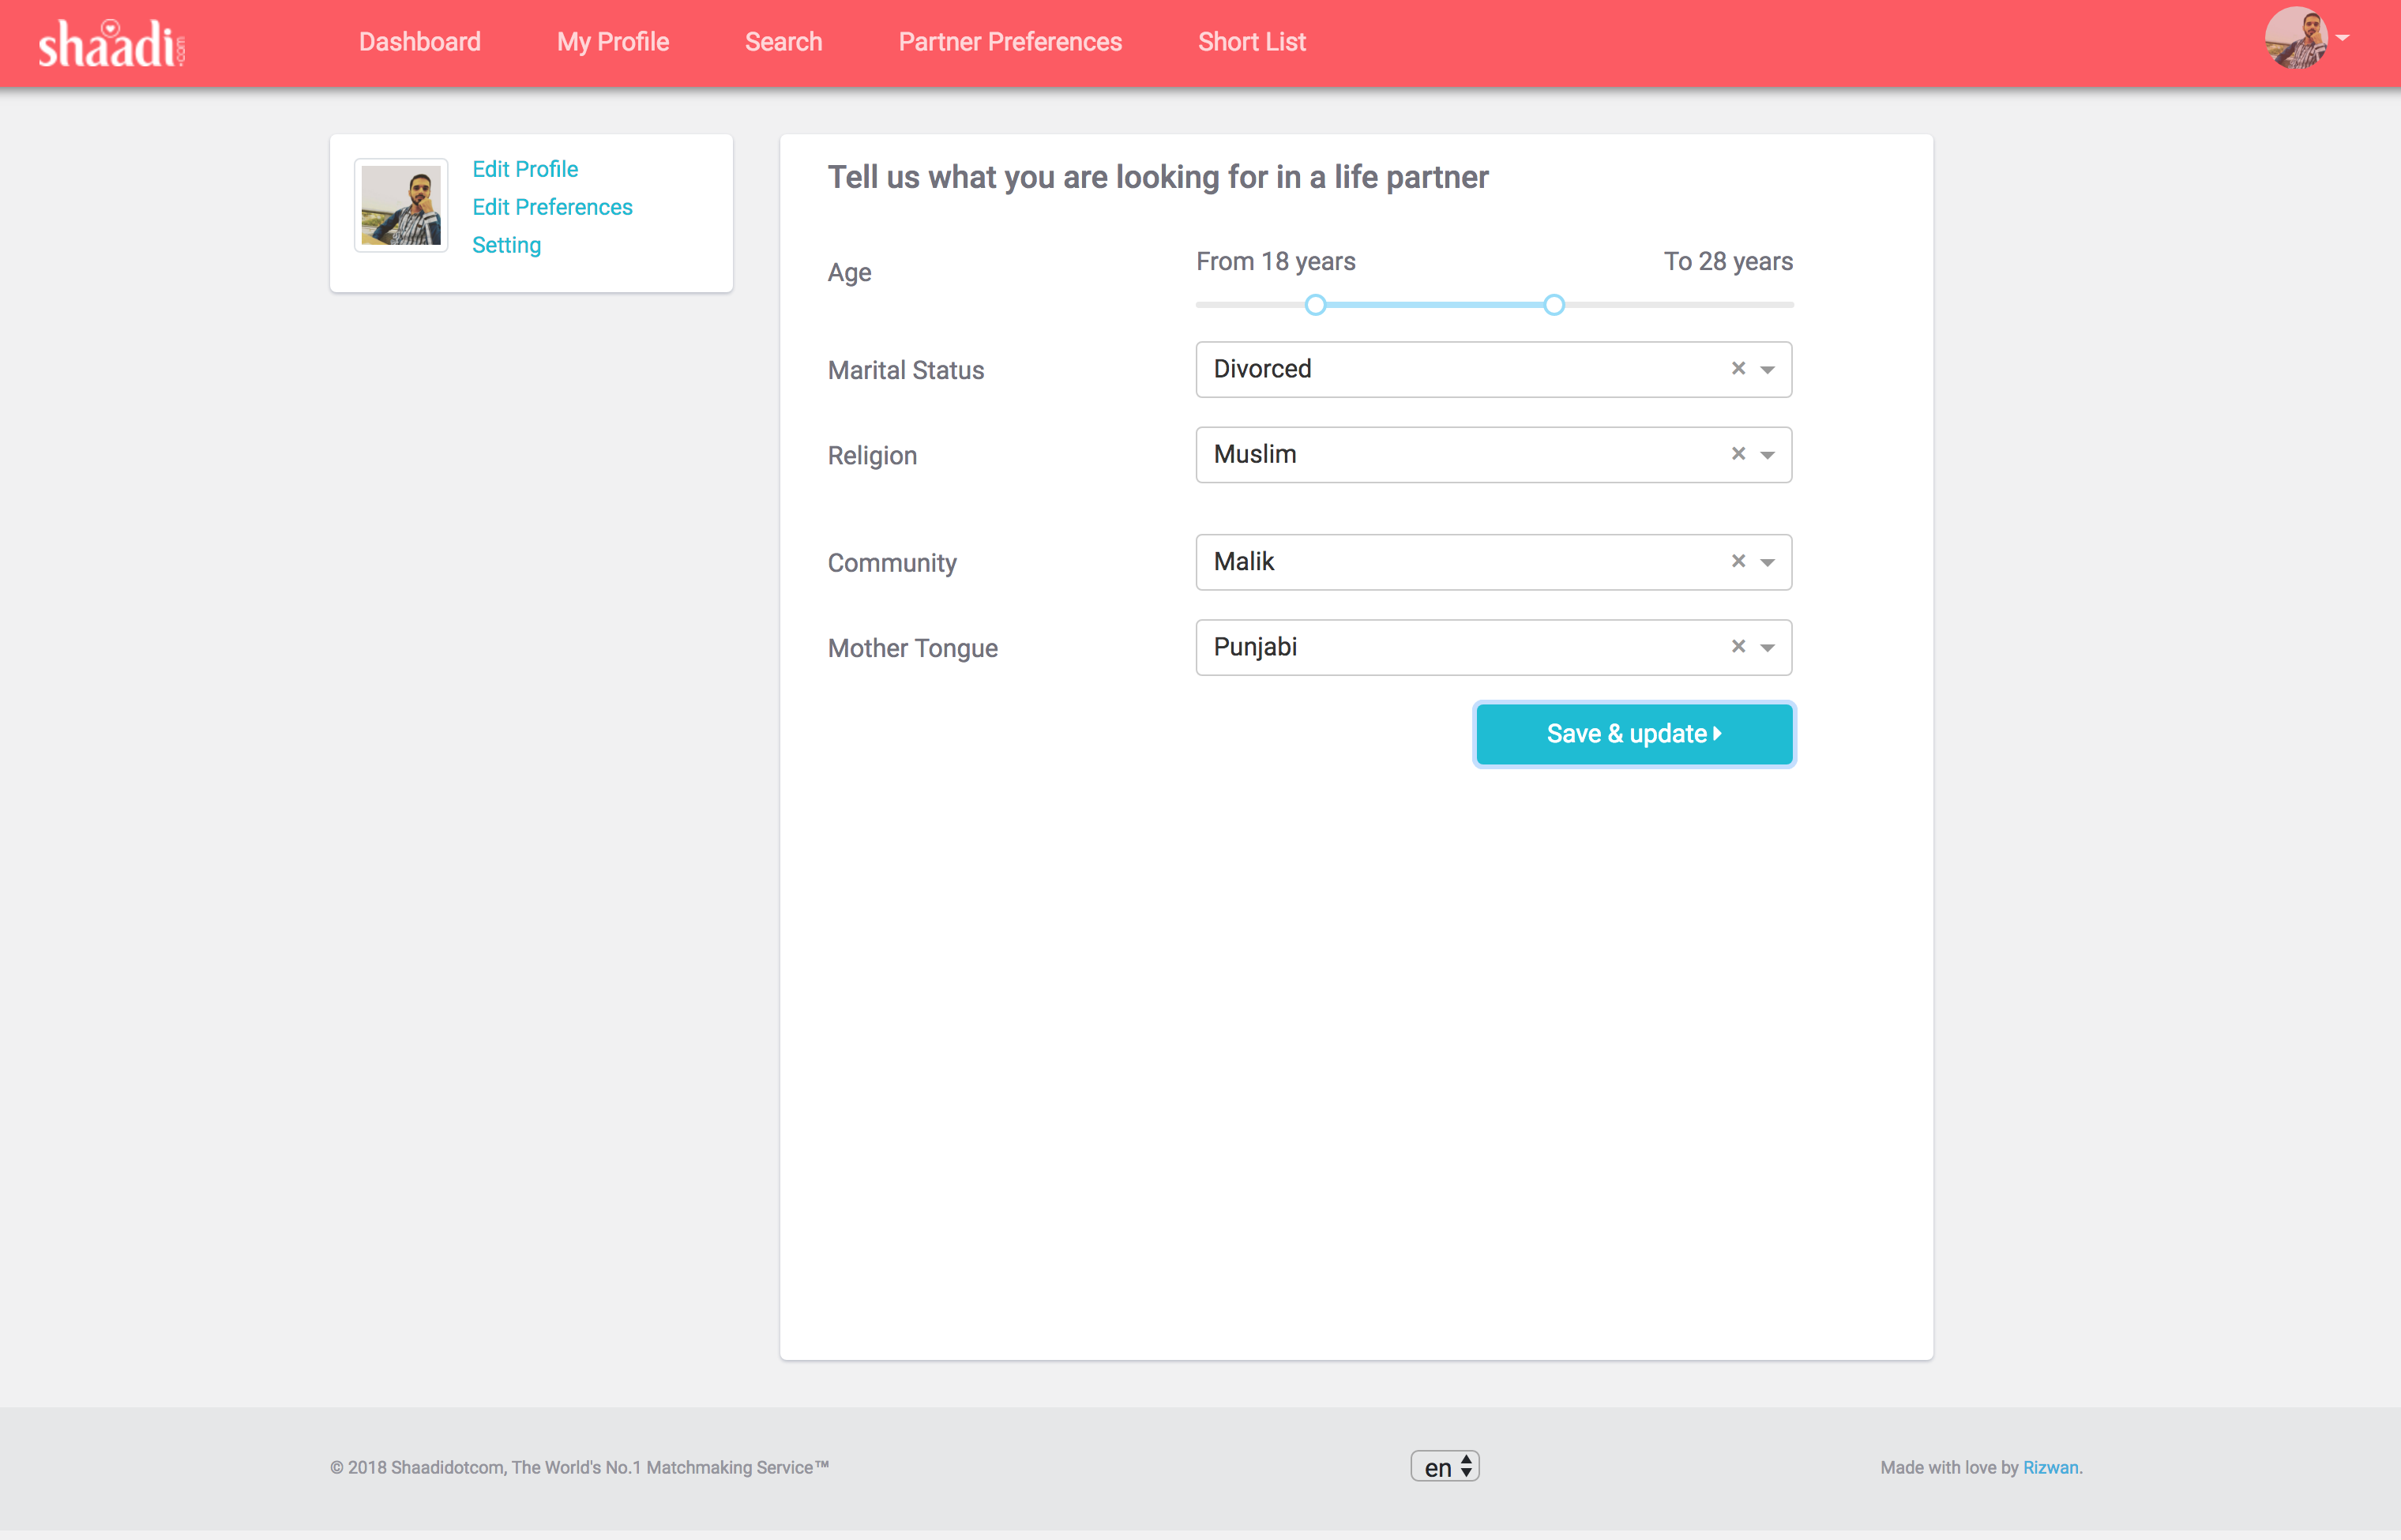 shaadi.com
Dashboard My Profile Search Partner Preferences Short List
Edit Profile
Edit Preferences
Setting
Tell us what you are looking for in a life partner
Age From 18 years To 28 years
Marital Status Divorced × 
Religion Muslim ×
Community Malik ×
Mother Tongue Punjabi ×
Save & update
© 2018 Shaadidotcom, The World's No.1 Matchmaking Service™ en Made with love by Rizwan.